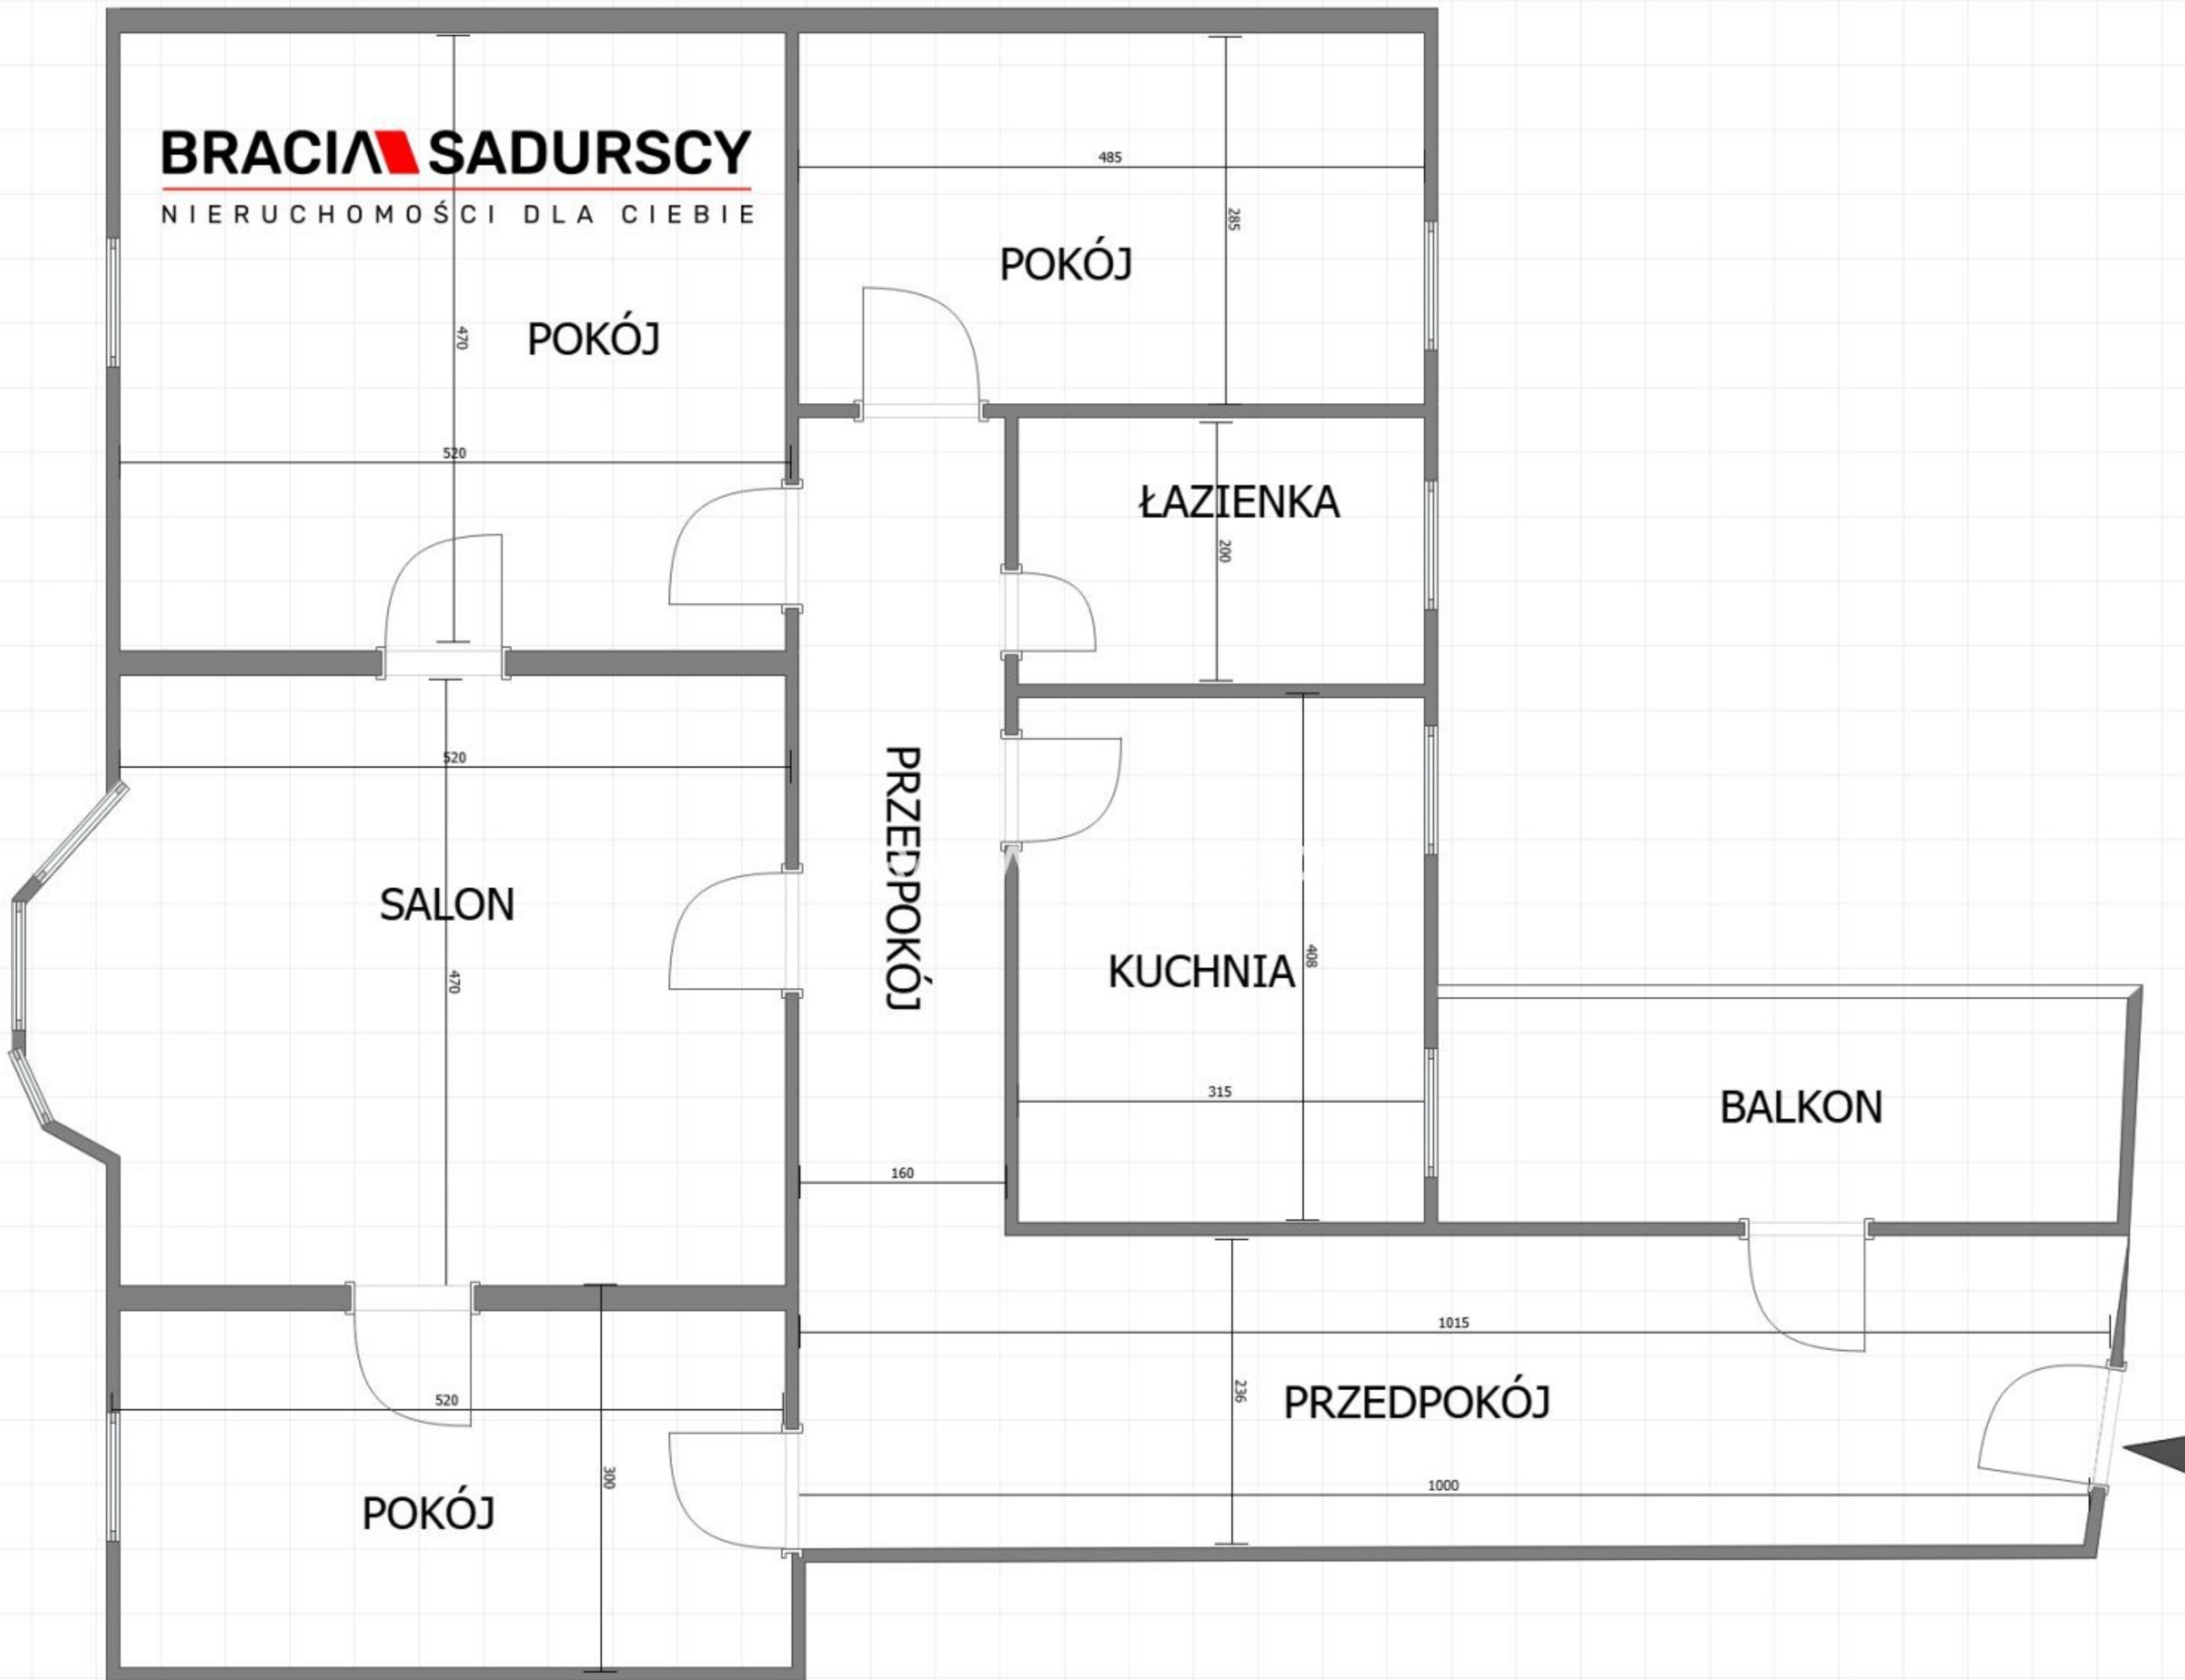 BRACIA SADURSCY
NIERUCHOMOŚCI DLA CIEBIE
485
285
POKÓJ
470
POKÓJ
520
ŁAZIENKA
200
520
PRZEDPOKÓJ
SALON
470
KUCHNIA
408
315
BALKON
160
1015
236
PRZEDPOKÓJ
520
300
1000
POKÓJ